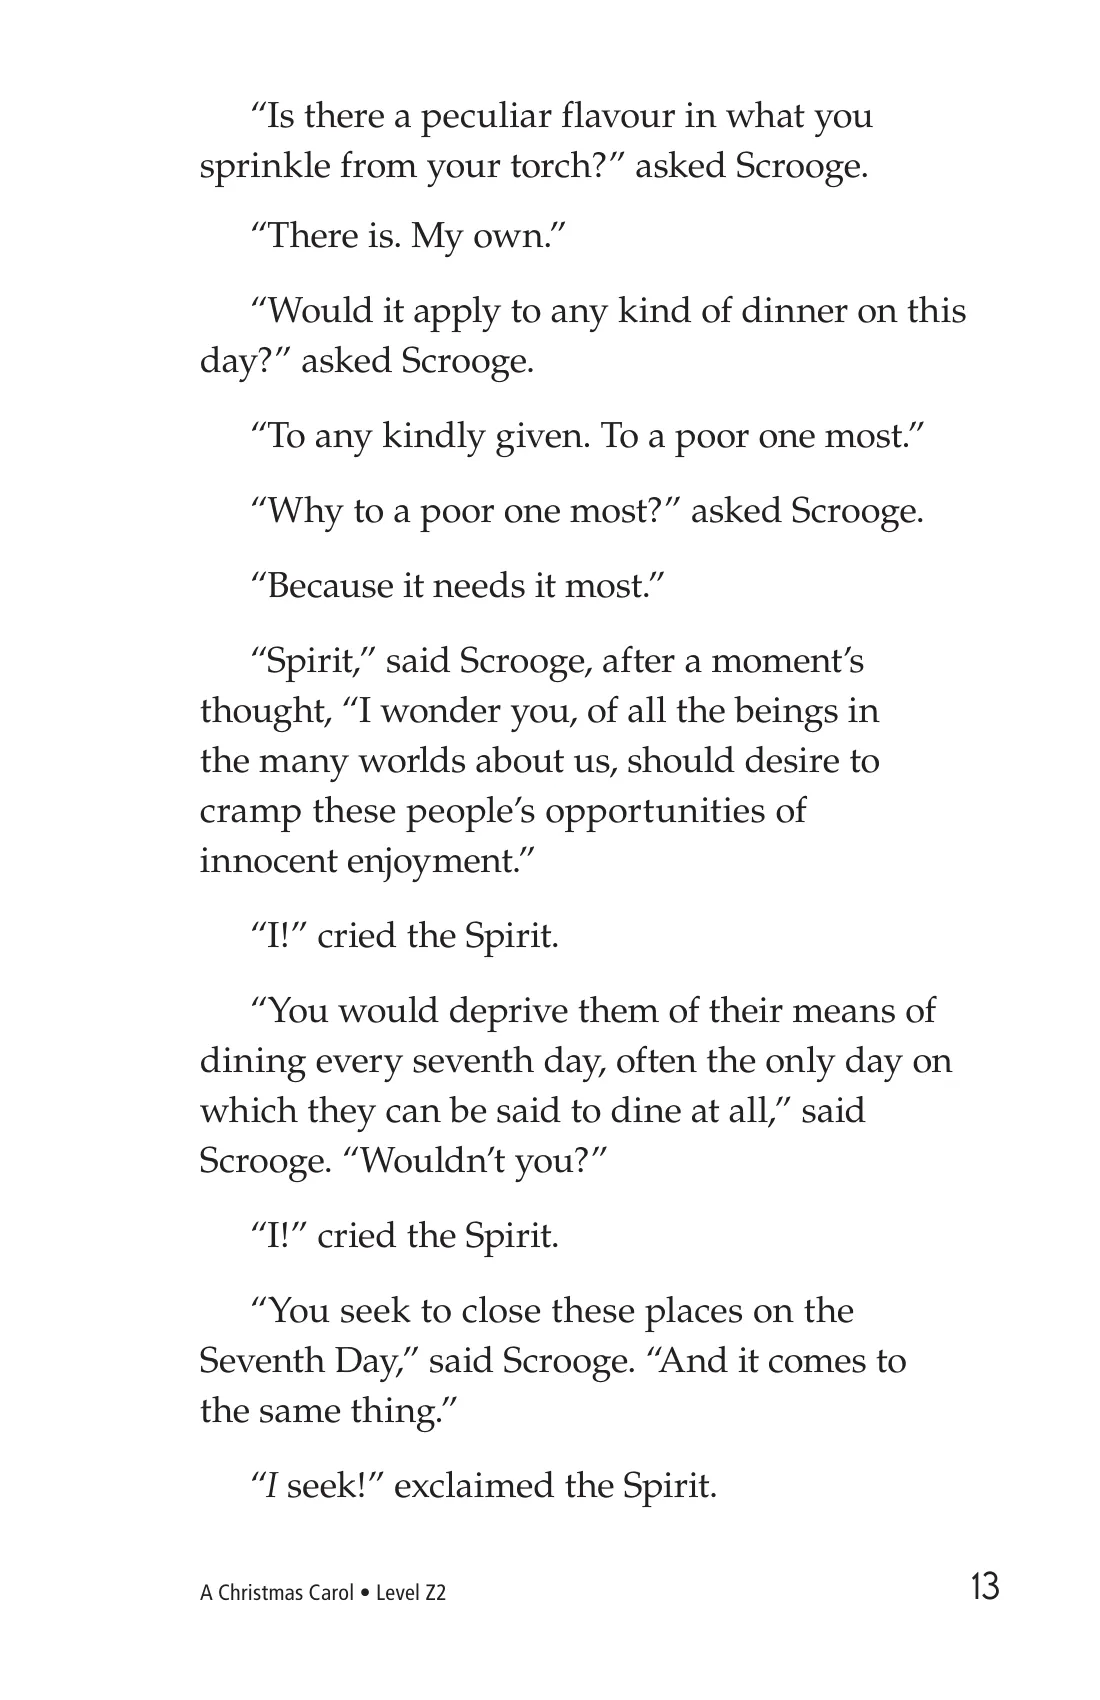 “Is there a peculiar flavour in what you
sprinkle from your torch?” asked Scrooge.
“There is. My own.”
“Would it apply to any kind of dinner on this
day?” asked Scrooge.
“To any kindly given. To a poor one most.”
“Why to a poor one most?” asked Scrooge.
“Because it needs it most.”
“Spirit,” said Scrooge, after a moment’s
thought, “I wonder you, of all the beings in
the many worlds about us, should desire to
cramp these people’s opportunities of
innocent enjoyment.”
“I!” cried the Spirit.
“You would deprive them of their means of
dining every seventh day, often the only day on
which they can be said to dine at all,” said
Scrooge. “Wouldn’t you?”
“I!” cried the Spirit.
“You seek to close these places on the
Seventh Day,” said Scrooge. “And it comes to
the same thing.”
“I seek!” exclaimed the Spirit.
A Christmas Carol • Level Z2
13